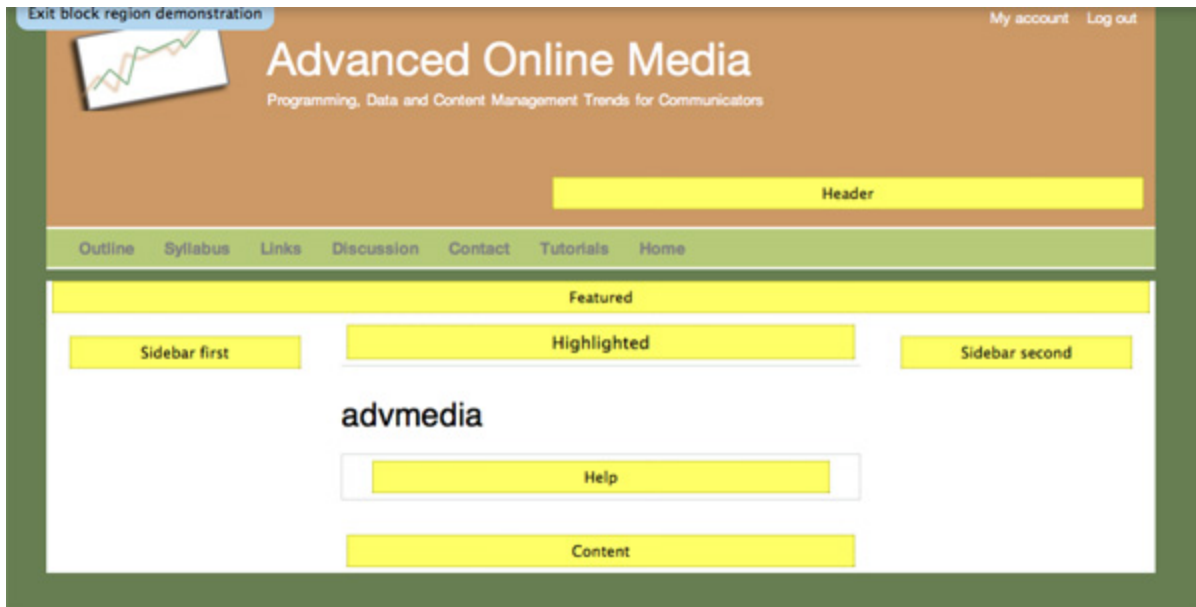 Exit block region demonstration
My account Log out
Advanced Online Media
Programming, Data and Content Management Trends for Communicators
Header
Outline Syllabus Links Discussion Contact Tutorials Home
Featured
Sidebar first
Highlighted
Sidebar second
advmedia
Help
Content